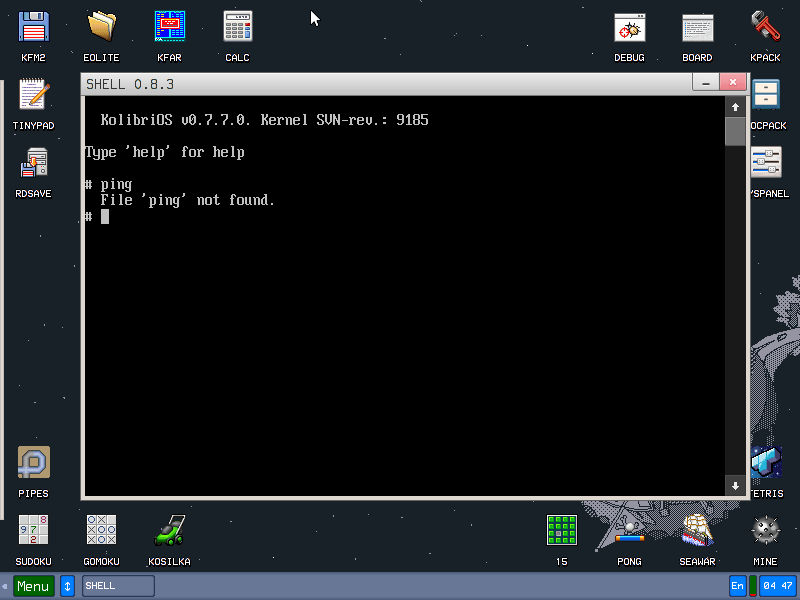 KFM2
EOLITE
KFAR
CALC
DEBUG
BOARD
KPACK
SHELL 0.8.3
TINYPAD
OCPACK
KolibriOS v0.7.7.0. Kernel SVN-rev.: 9185
Type 'help' for help
RDSAVE
YSPANEL
# ping
File 'ping' not found.
#
PIPES
ETRIS
SUDOKU
GOMOKU
KOSILKA
15
PONG
SEAWAR
MINE
Menu
SHELL
En
04 47